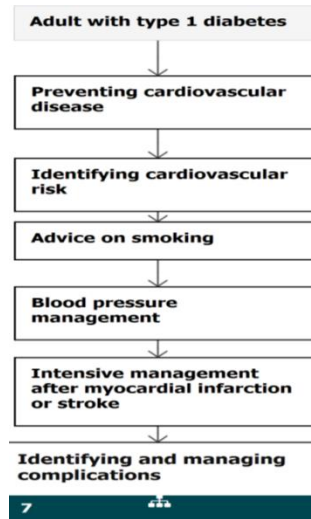 Adult with type 1 diabetes
Preventing cardiovascular
disease
Identifying cardiovascular
risk
Advice on smoking
Blood pressure
management
Intensive management
after myocardial infarction
or stroke
Identifying and managing
complications
7